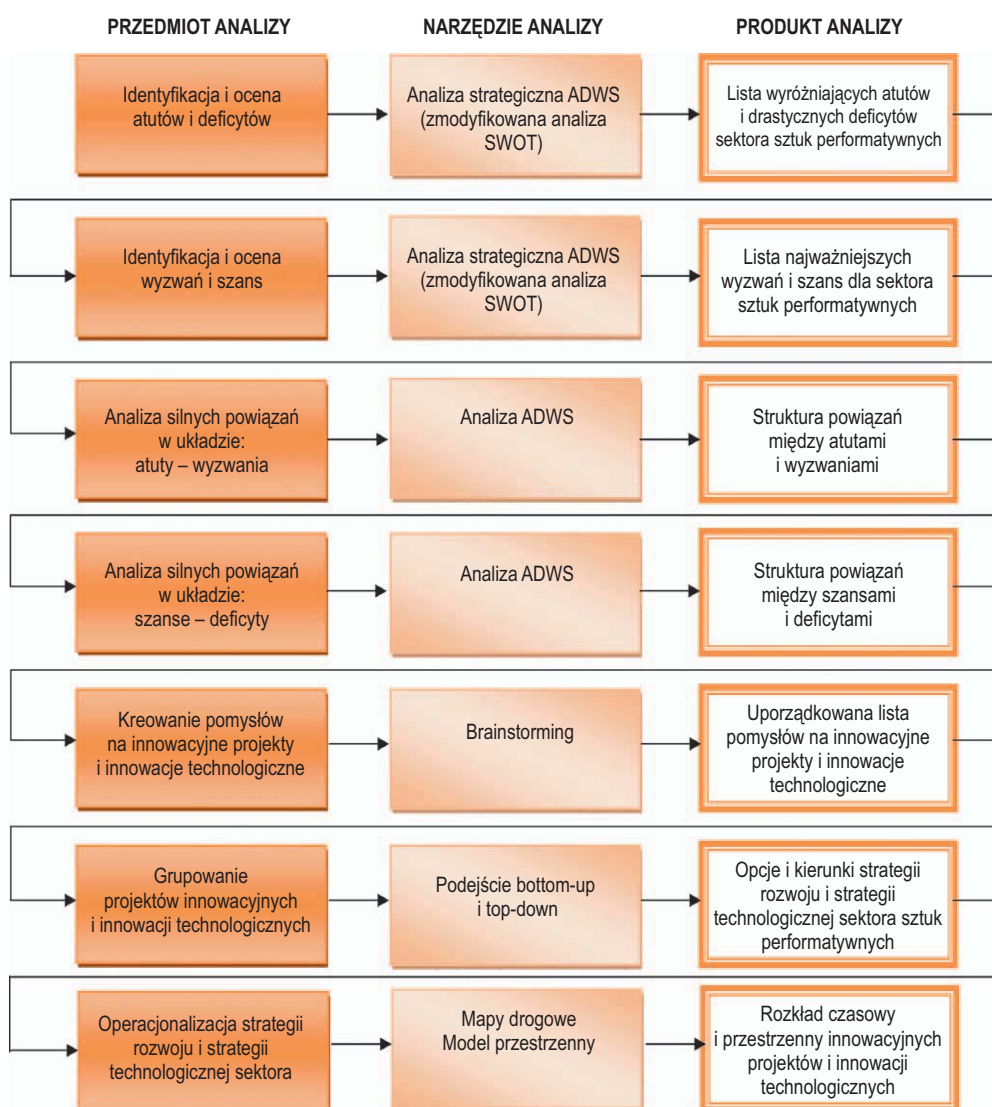 PRZEDMIOT ANALIZY
NARZĘDZIE ANALIZY
PRODUKT ANALIZY
Identyfikacja i ocena
atutów i deficytów
Analiza strategiczna ADWS
(zmodyfikowana analiza
SWOT)
Lista wyróżniających atutów
i drastycznych deficytów
sektora sztuk performatywnych
Identyfikacja i ocena
wyzwań i szans
Analiza strategiczna ADWS
(zmodyfikowana analiza
SWOT)
Lista najważniejszych
wyzwań i szans dla sektora
sztuk performatywnych
Analiza silnych powiązań
w układzie:
atuty – wyzwania
Analiza ADWS
Struktura powiązań
między atutami
i wyzwaniami
Analiza silnych powiązań
w układzie:
szanse – deficyty
Analiza ADWS
Struktura powiązań
między szansami
i deficytami
Kreowanie pomysłów
na innowacyjne projekty
i innowacje technologiczne
Brainstorming
Uporządkowana lista
pomysłów na innowacyjne
projekty i innowacje
technologiczne
Grupowanie
projektów innowacyjnych
i innowacji technologicznych
Podejście bottom-up
i top-down
Opcje i kierunki strategii
rozwoju i strategii
technologicznej sektora sztuk
performatywnych
Operacjonalizacja strategii
rozwoju i strategii
technologicznej sektora
Mapy drogowe
Model przestrzenny
Rozkład czasowy
i przestrzenny innowacyjnych
projektów i innowacji
technologicznych